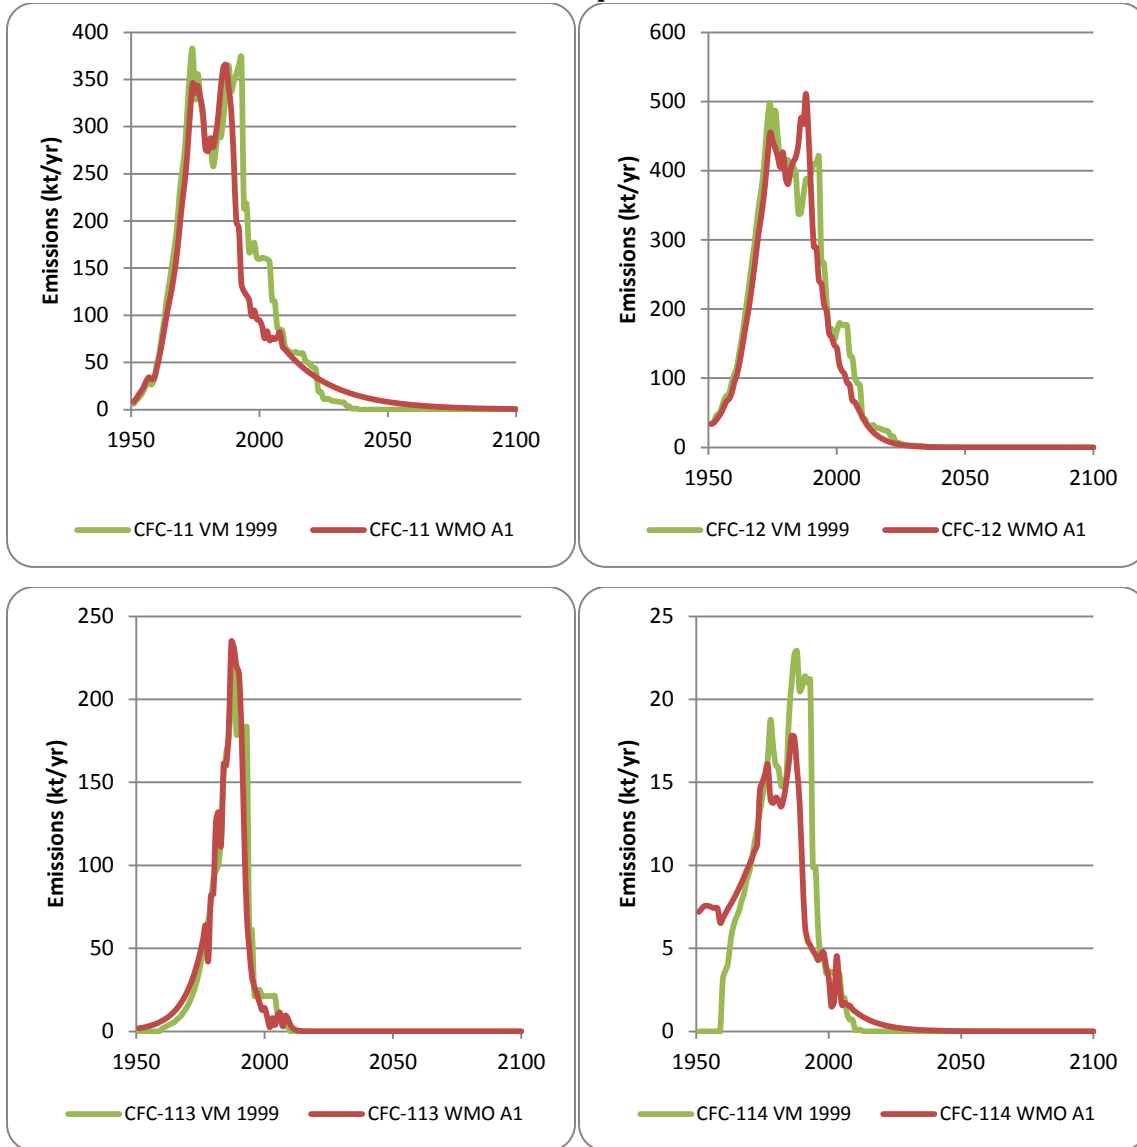 400
350
300
250
200
150
100
50
0
Emissions (kt/yr)
1950 2000 2050 2100
CFC-11 VM 1999 CFC-11 WMO A1
600
500
400
300
200
100
0
Emissions (kt/yr)
1950 2000 2050 2100
CFC-12 VM 1999 CFC-12 WMO A1
250
200
150
100
50
0
Emissions (kt/yr)
1950 2000 2050 2100
CFC-113 VM 1999 CFC-113 WMO A1
25
20
15
10
5
0
Emissions (kt/yr)
1950 2000 2050 2100
CFC-114 VM 1999 CFC-114 WMO A1